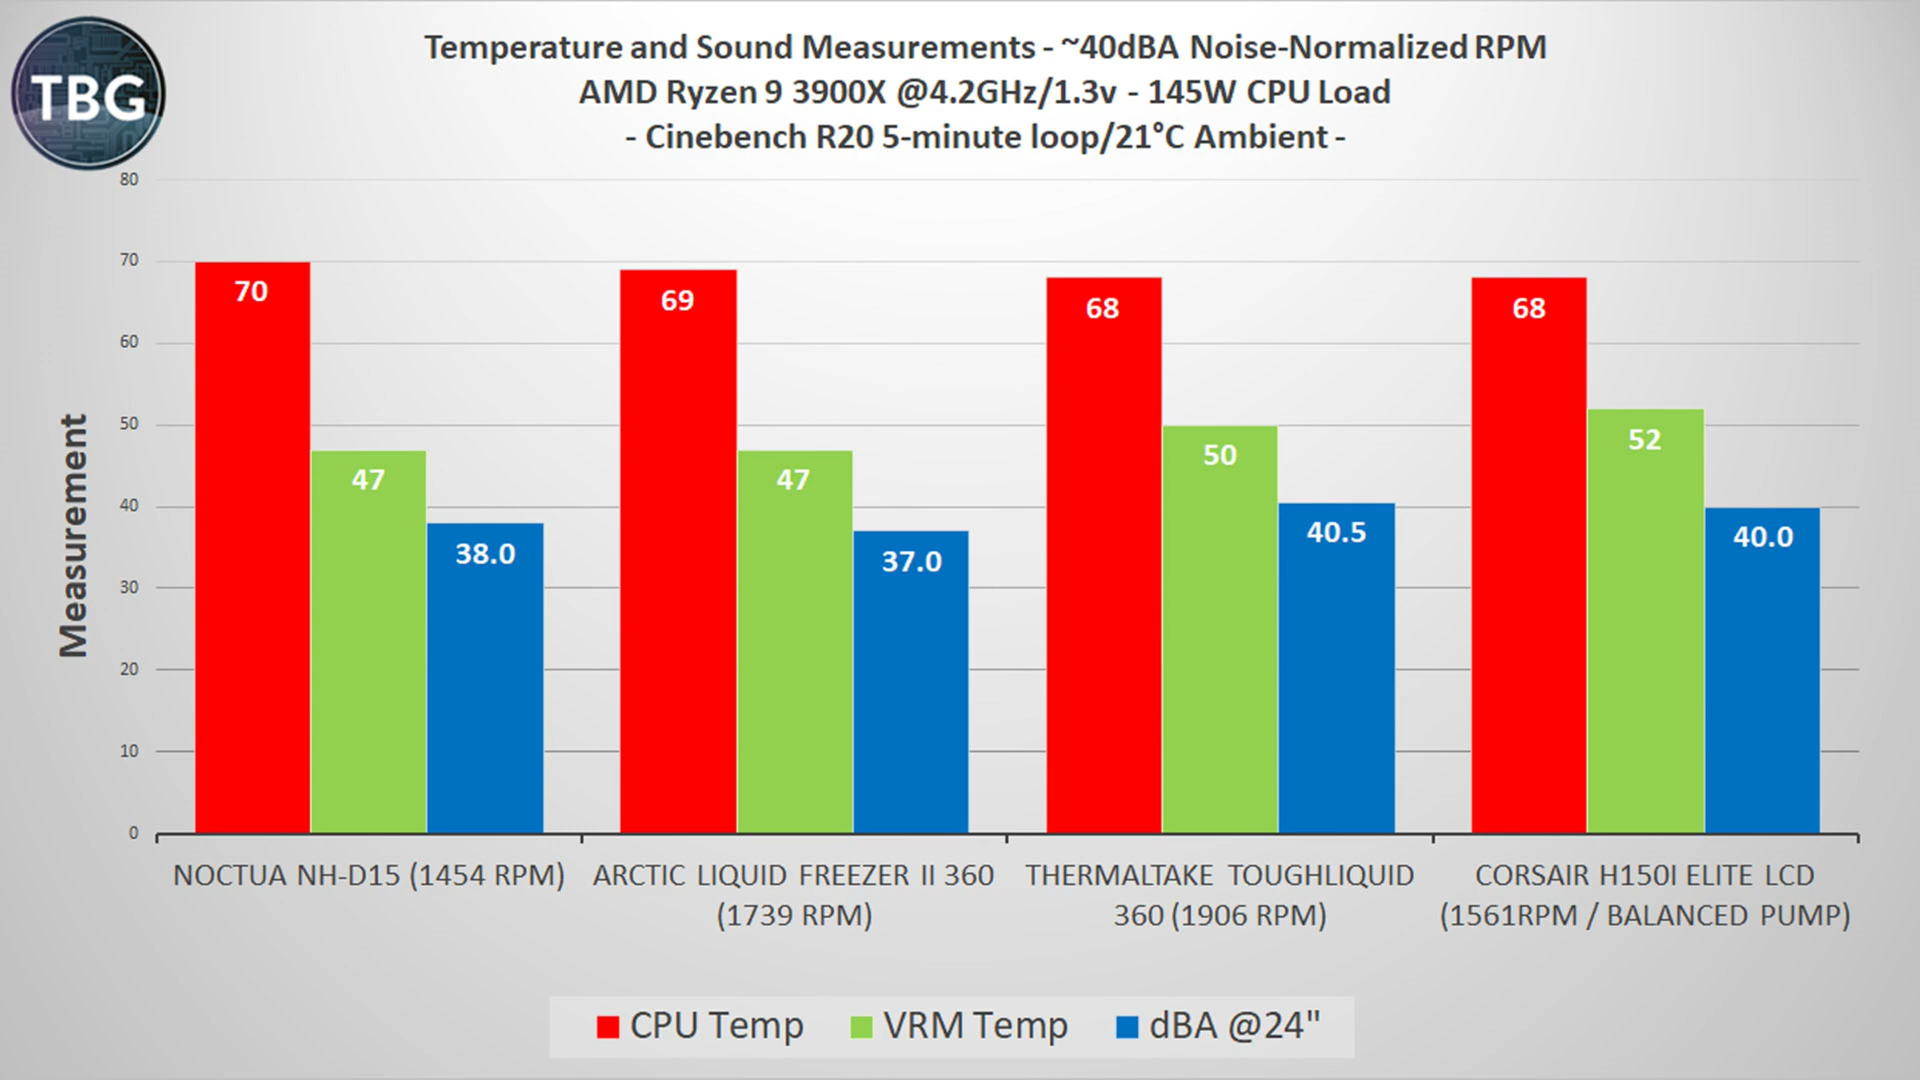 TBG
Temperature and Sound Measurements - ~40dBA Noise-Normalized RPM
AMD Ryzen 9 3900X @4.2GHz/1.3v - 145W CPU Load
- Cinebench R20 5-minute loop/21°C Ambient -
80
70
60
50
40
30
20
10
0
Measurement
70
47
38.0
69
47
37.0
68
50
40.5
68
52
40.0
NOCTUA NH-D15 (1454 RPM)
ARCTIC LIQUID FREEZER II 360
(1739 RPM)
THERMALTAKE TOUGHLIQUID
360 (1906 RPM)
CORSAIR H150I ELITE LCD
(1561RPM / BALANCED PUMP)
CPU Temp
VRM Temp
dBA @24"